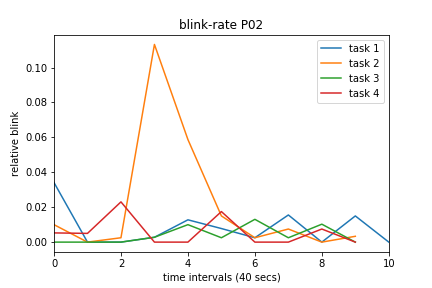 blink-rate P02
task 1
task 2
task 3
task 4
relative blink
0.10
0.08
0.06
0.04
0.02
0.00
0 2 4 6 8 10
time intervals (40 secs)